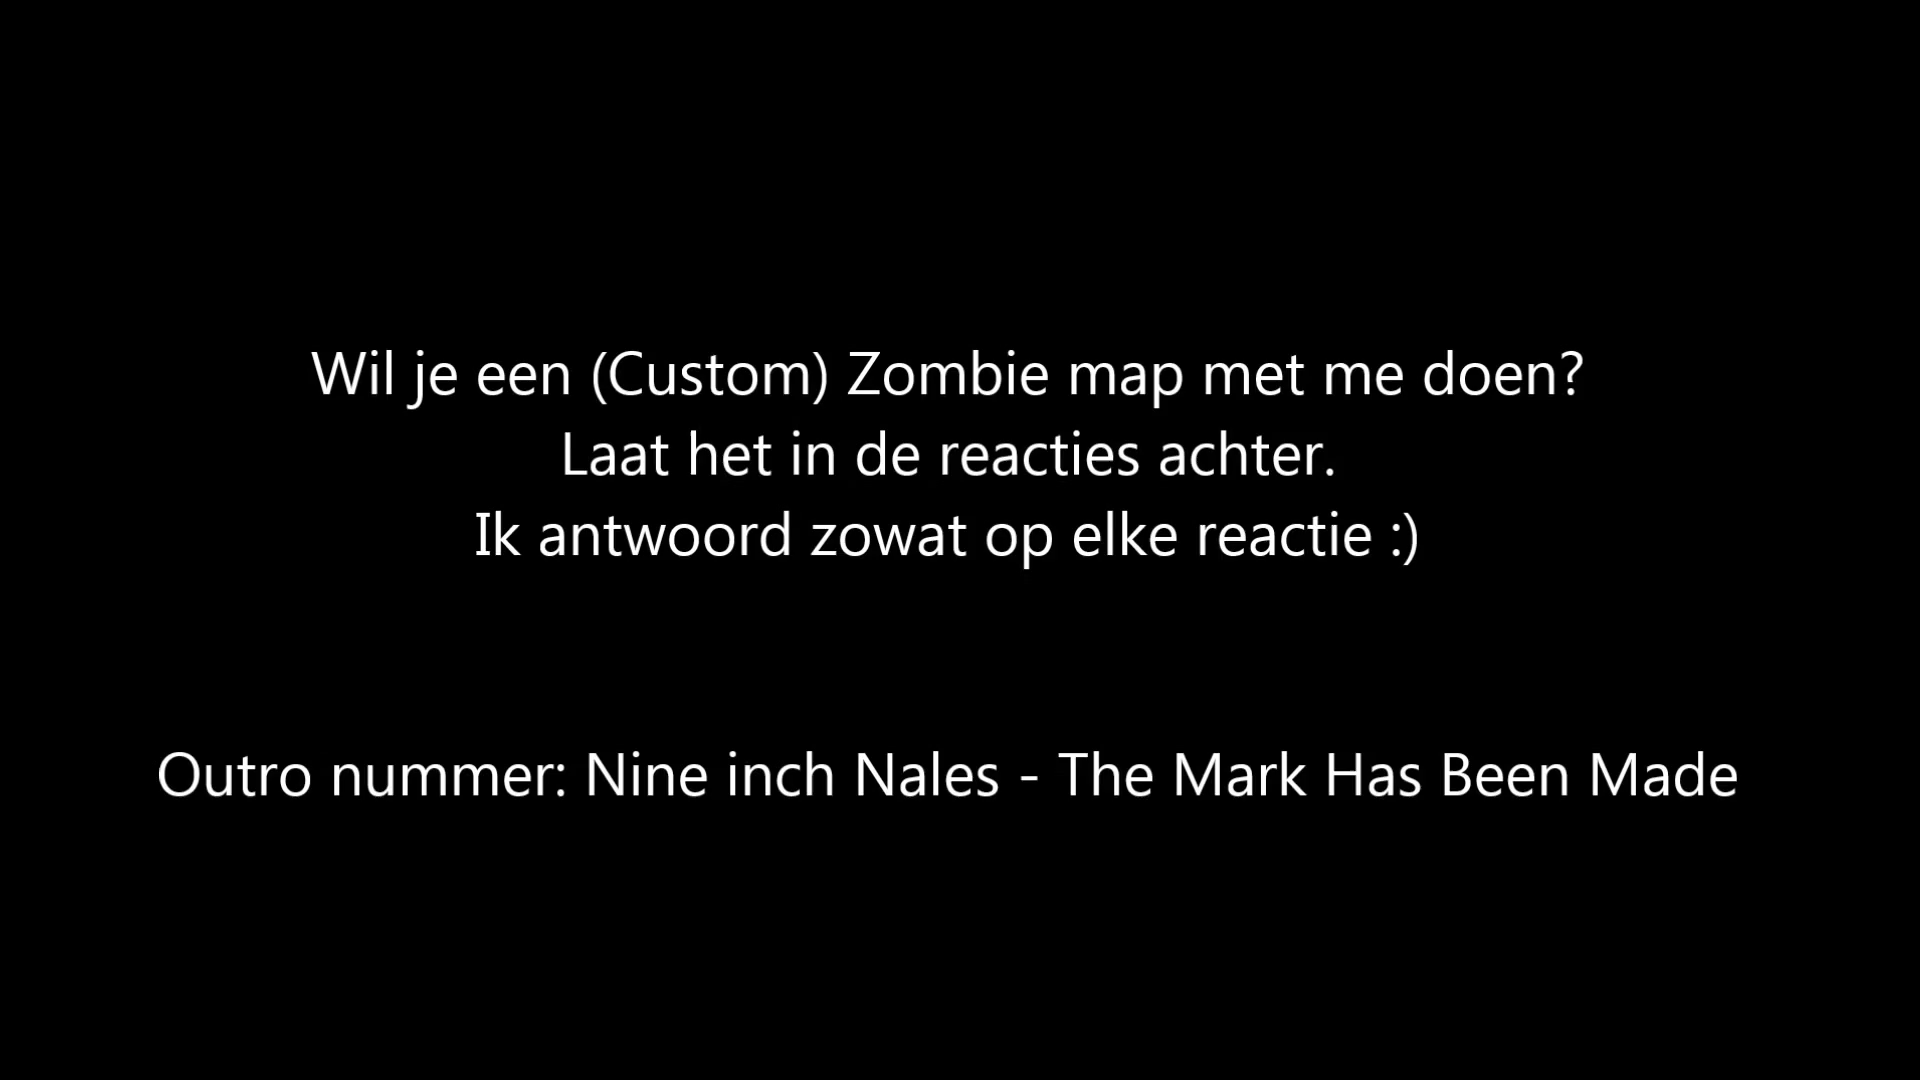 Wil je een (Custom) Zombie map met me doen?
Laat het in de reacties achter.
Ik antwoord zowat op elke reactie :)
Outro nummer: Nine inch Nales - The Mark Has Been Made